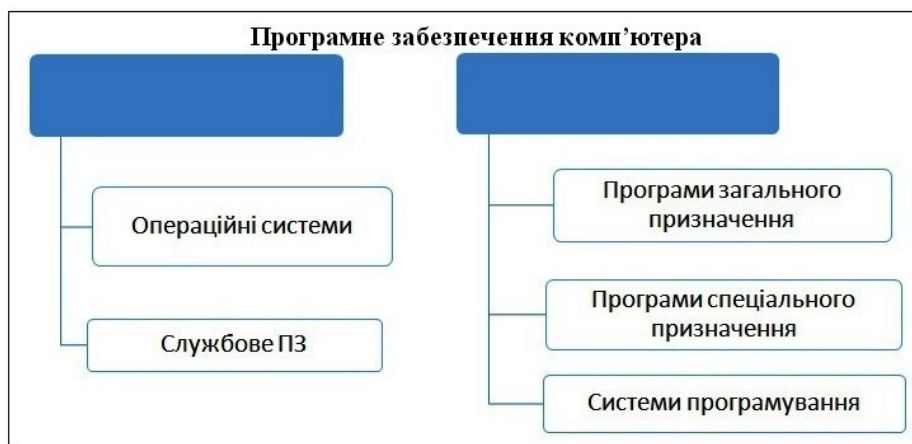 Програмне забезпечення комп’ютера
Операційні системи
Службове ПЗ
Програми загального
призначення
Програми спеціального
призначення
Системи програмування